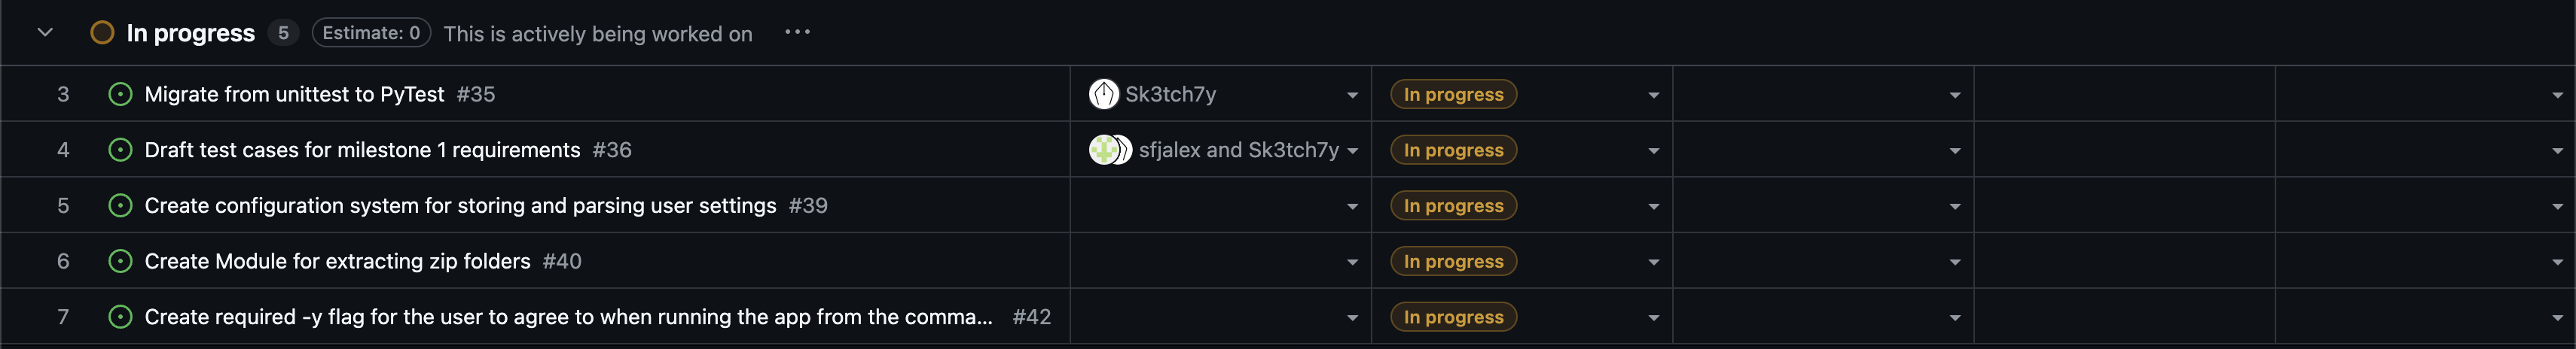 In progress 5 Estimate: 0 This is actively being worked on ...
3 Migrate from unittest to PyTest #35 Sk3tch7y In progress
4 Draft test cases for milestone 1 requirements #36 sfjalex and Sk3tch7y In progress
5 Create configuration system for storing and parsing user settings #39 In progress
6 Create Module for extracting zip folders #40 In progress
7 Create required -y flag for the user to agree to when running the app from the comma... #42 In progress